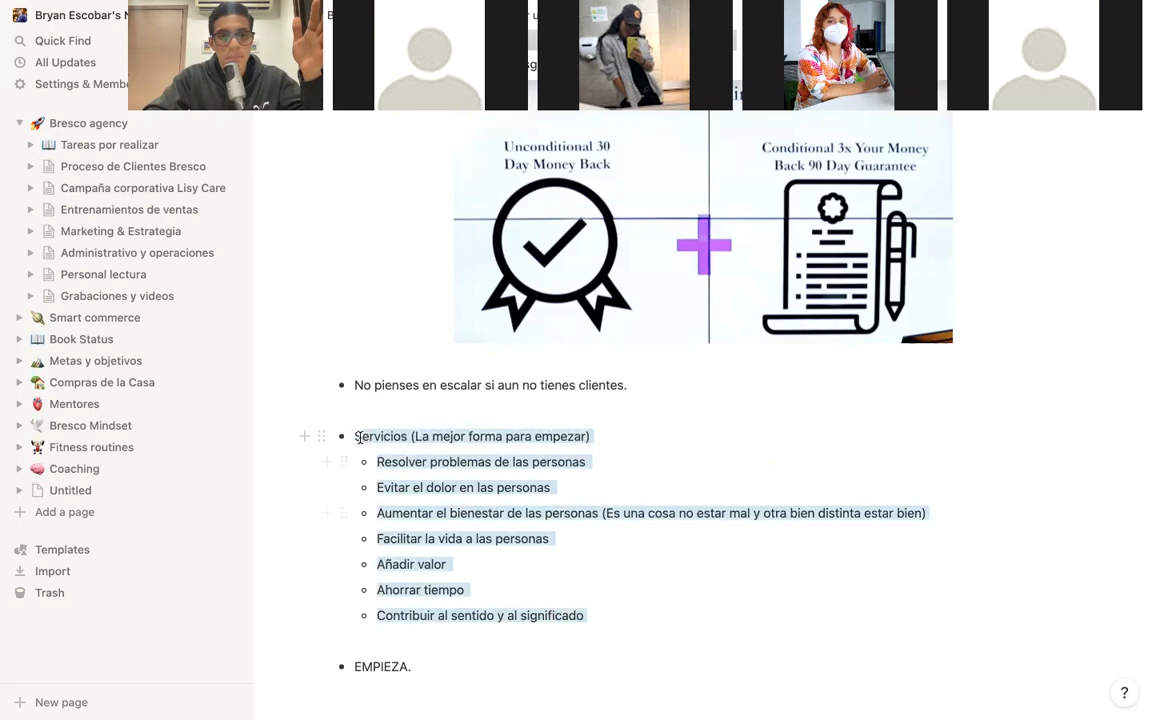 Bryan Escobar's N
Quick Find
All Updates
Settings & Membe
Bresco agency
Tareas por realizar
Proceso de Clientes Bresco
Campaña corporativa Lisy Care
Entrenamientos de ventas
Marketing & Estrategia
Administrativo y operaciones
Personal lectura
Grabaciones y videos
Smart commerce
Book Status
Metas y objetivos
Compras de la Casa
Mentores
Bresco Mindset
Fitness routines
Coaching
Untitled
Add a page
Templates
Import
Trash
New page
Unconditional 30
Day Money Back
Conditional 3x Your Money
Back 90 Day Guarantee
No pienses en escalar si aun no tienes clientes.
Servicios (La mejor forma para empezar)
Resolver problemas de las personas
Evitar el dolor en las personas
Aumentar el bienestar de las personas (Es una cosa no estar mal y otra bien distinta estar bien)
Facilitar la vida a las personas
Añadir valor
Ahorrar tiempo
Contribuir al sentido y al significado
EMPIEZA.
?